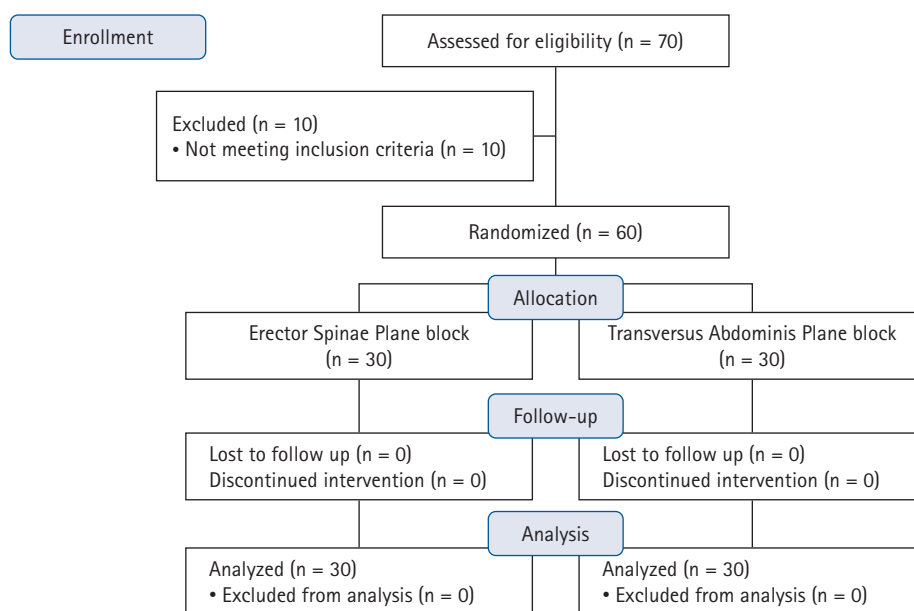 Enrollment
Assessed for eligibility (n = 70)
Excluded (n = 10)
• Not meeting inclusion criteria (n = 10)
Randomized (n = 60)
Allocation
Erector Spinae Plane block
(n = 30)
Transversus Abdominis Plane block
(n = 30)
Follow-up
Lost to follow up (n = 0)
Discontinued intervention (n = 0)
Lost to follow up (n = 0)
Discontinued intervention (n = 0)
Analysis
Analyzed (n = 30)
• Excluded from analysis (n = 0)
Analyzed (n = 30)
• Excluded from analysis (n = 0)